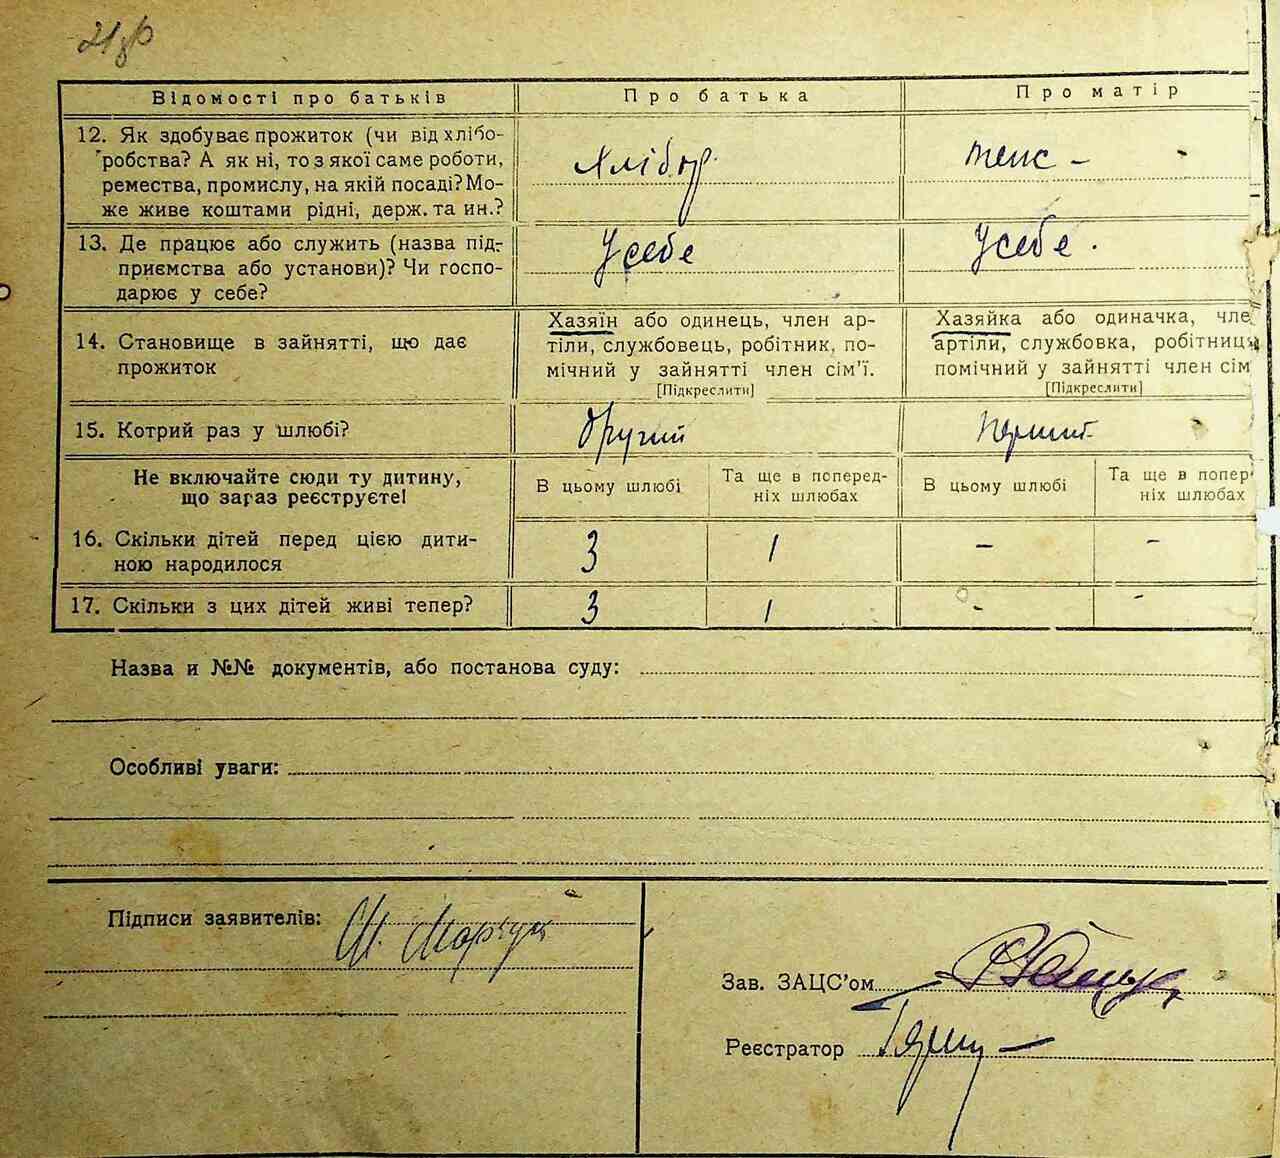 Відомості про батьків
Про батька
Про матір
12. Як здобуває прожиток (чи від хлібо-
робства? А як ні, то з якої саме роботи,
ремества, промислу, на якій посаді? Мо-
же живе коштами рідні, держ. та ин.?
Хлібор.
13. Де працює або служить (назва під-
приємства або установи)? Чи госпо-
дарює у себе?
У себе
У себе.
14. Становище в зайнятті, що дає
прожиток
Хазяїн або одинець, член ар-
тіли, службовець, робітник, по-
мічний у зайнятті член сім'ї.
[Підкреслити]
Хазяйка або одиначка, чле
артіли, службовка, робітниц
помічний у зайнятті член сім
[Підкреслити]
15. Котрий раз у шлюбі?
другий
перший
Не включайте сюди ту дитину,
що зараз реєструєте!
В цьому шлюбі
Та ще в поперед-
ніх шлюбах
В цьому шлюбі
Та ще в попер
ніх шлюбах
16. Скільки дітей перед цією дити-
ною народилося
3
1
-
-
17. Скільки з цих дітей живі тепер?
3
1
-
-
Назва и №№ документів, або постанова суду:
Особливі уваги:
Підписи заявителів:
Зав. ЗАЦС'ом
Реєстратор